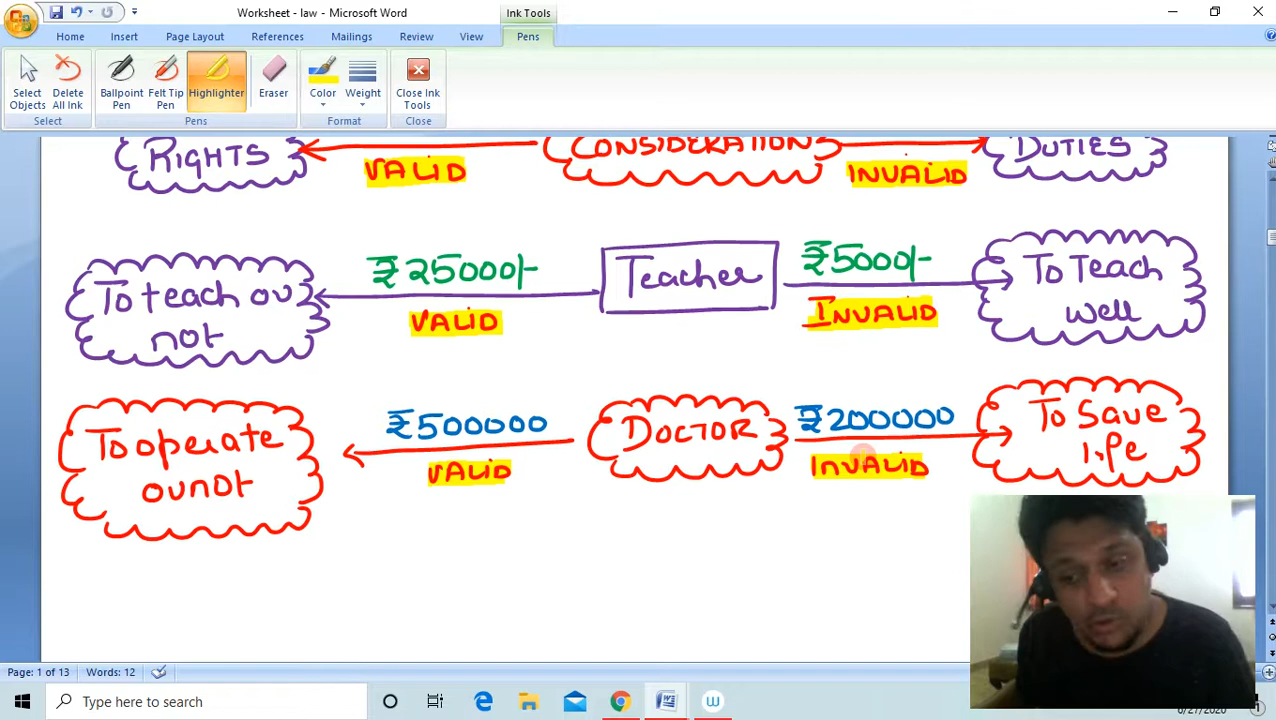 Worksheet - law - Microsoft Word
Ink Tools
Home Insert Page Layout References Mailings Review View Pens
Select Objects
Delete All Ink
Ballpoint Pen
Felt Tip Pen
Highlighter
Eraser
Color
Weight
Close Ink Tools
Select Pens Format Close
RIGHTS VALID CONSIDERATION INVALID DUTIES
To teach or not ₹25000/- VALID Teacher ₹5000/- INVALID To Teach well
To operate or not ₹500000 VALID DOCTOR ₹200000 INVALID To Save life
Page: 1 of 13 Words: 12
Type here to search
6/27/2020